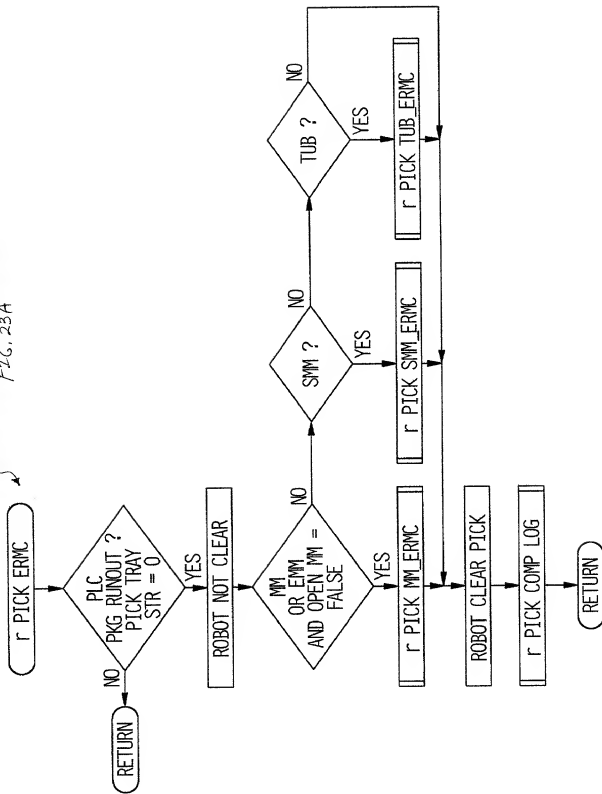 FIG. 23A
r PICK ERMC
PLC
PKG RUNOUT ?
PICK TRAY
STR = 0
NO
RETURN
YES
ROBOT NOT CLEAR
MM
OR EMM
AND OPEN MM =
FALSE
NO
YES
SMM ?
NO
YES
TUB ?
NO
YES
r PICK MM_ERMC
r PICK SMM_ERMC
r PICK TUB_ERMC
ROBOT CLEAR PICK
r PICK COMP LOG
RETURN